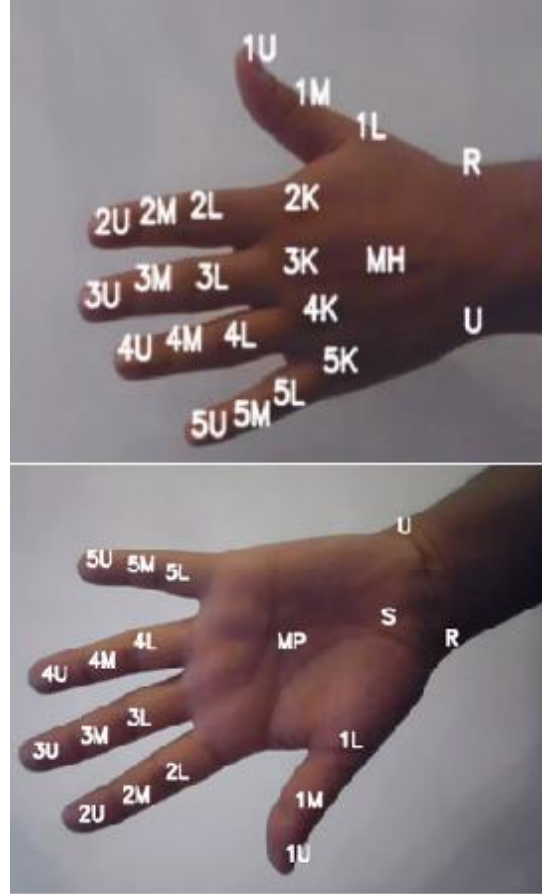 1U
1M
1L
R
2U 2M 2L 2K
3U 3M 3L 3K MH
4U 4M 4L 4K
U
5U 5M 5L 5K
U
5U 5M 5L
S
4U 4M 4L MP R
3U 3M 3L
1L
2U 2M 2L
1M
1U